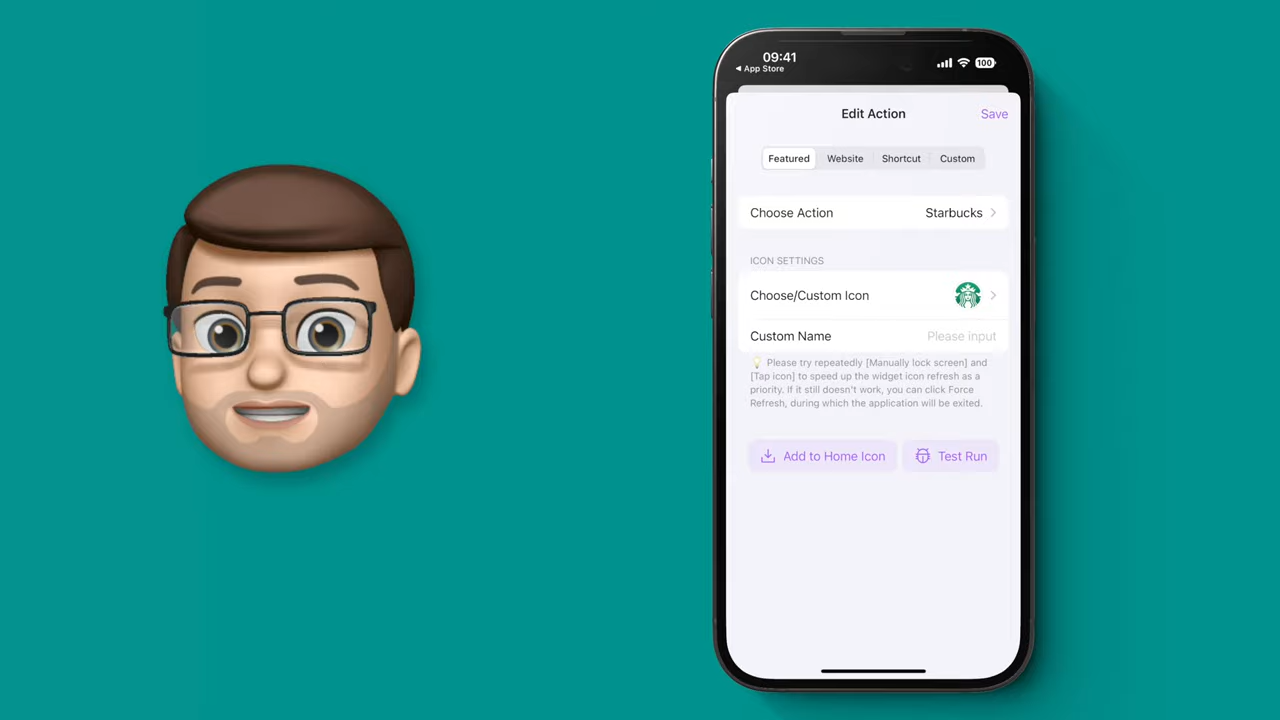 09:41
100
◀ App Store
Edit Action
Save
Featured
Website
Shortcut
Custom
Choose Action
Starbucks
ICON SETTINGS
Choose/Custom Icon
Custom Name
Please input
💡 Please try repeatedly [Manually lock screen] and
[Tap icon] to speed up the widget icon refresh as a
priority. If it still doesn't work, you can click Force
Refresh, during which the application will be exited.
Add to Home Icon
Test Run